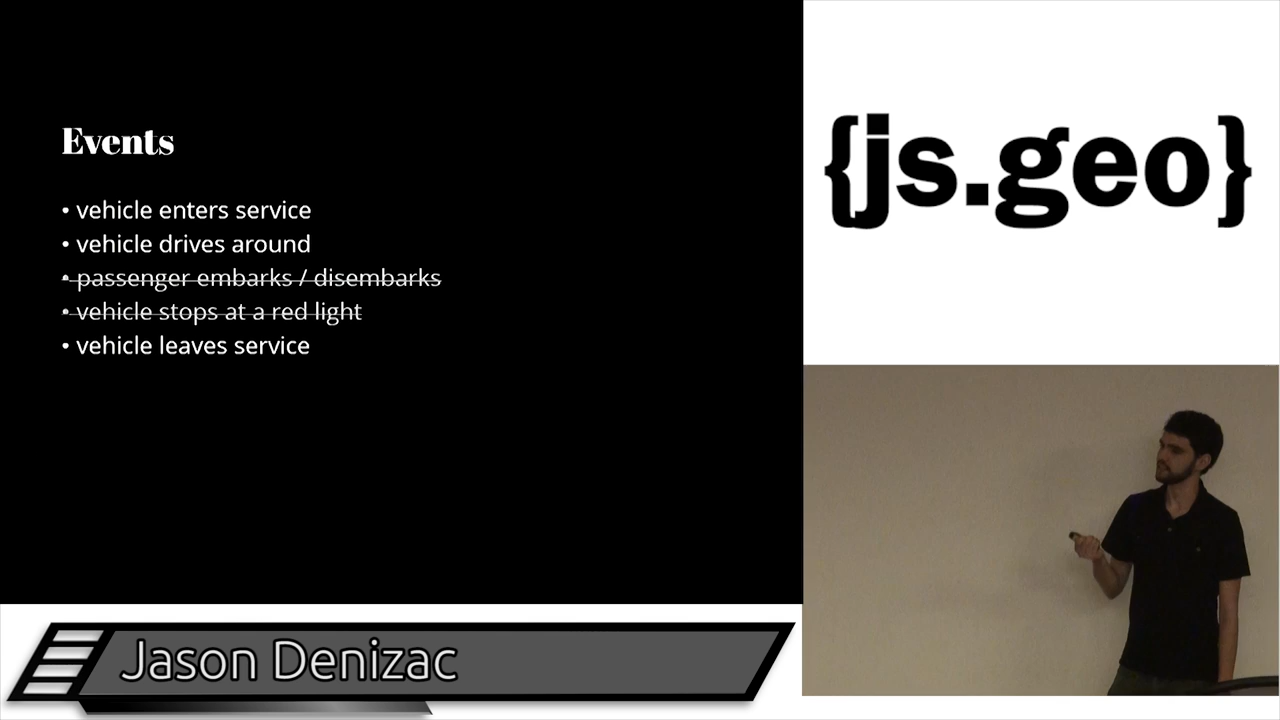 Events
• vehicle enters service
• vehicle drives around
• passenger embarks / disembarks
• vehicle stops at a red light
• vehicle leaves service
{js.geo}
Jason Denizac